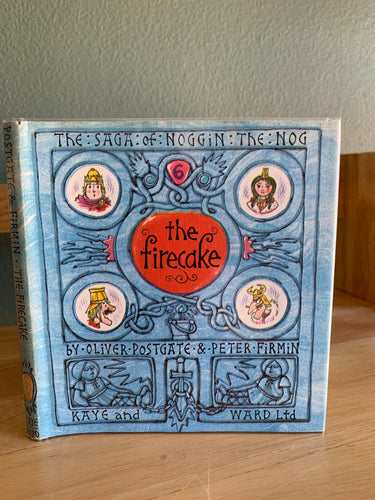 THE : SAGA : OF : NOGGIN : THE : NOG
6
the
firecake
BY · OLIVER · POSTGATE · & · PETER · FIRMIN
KAYE and WARD Ltd
POSTGATE & FIRMIN · THE FIRECAKE